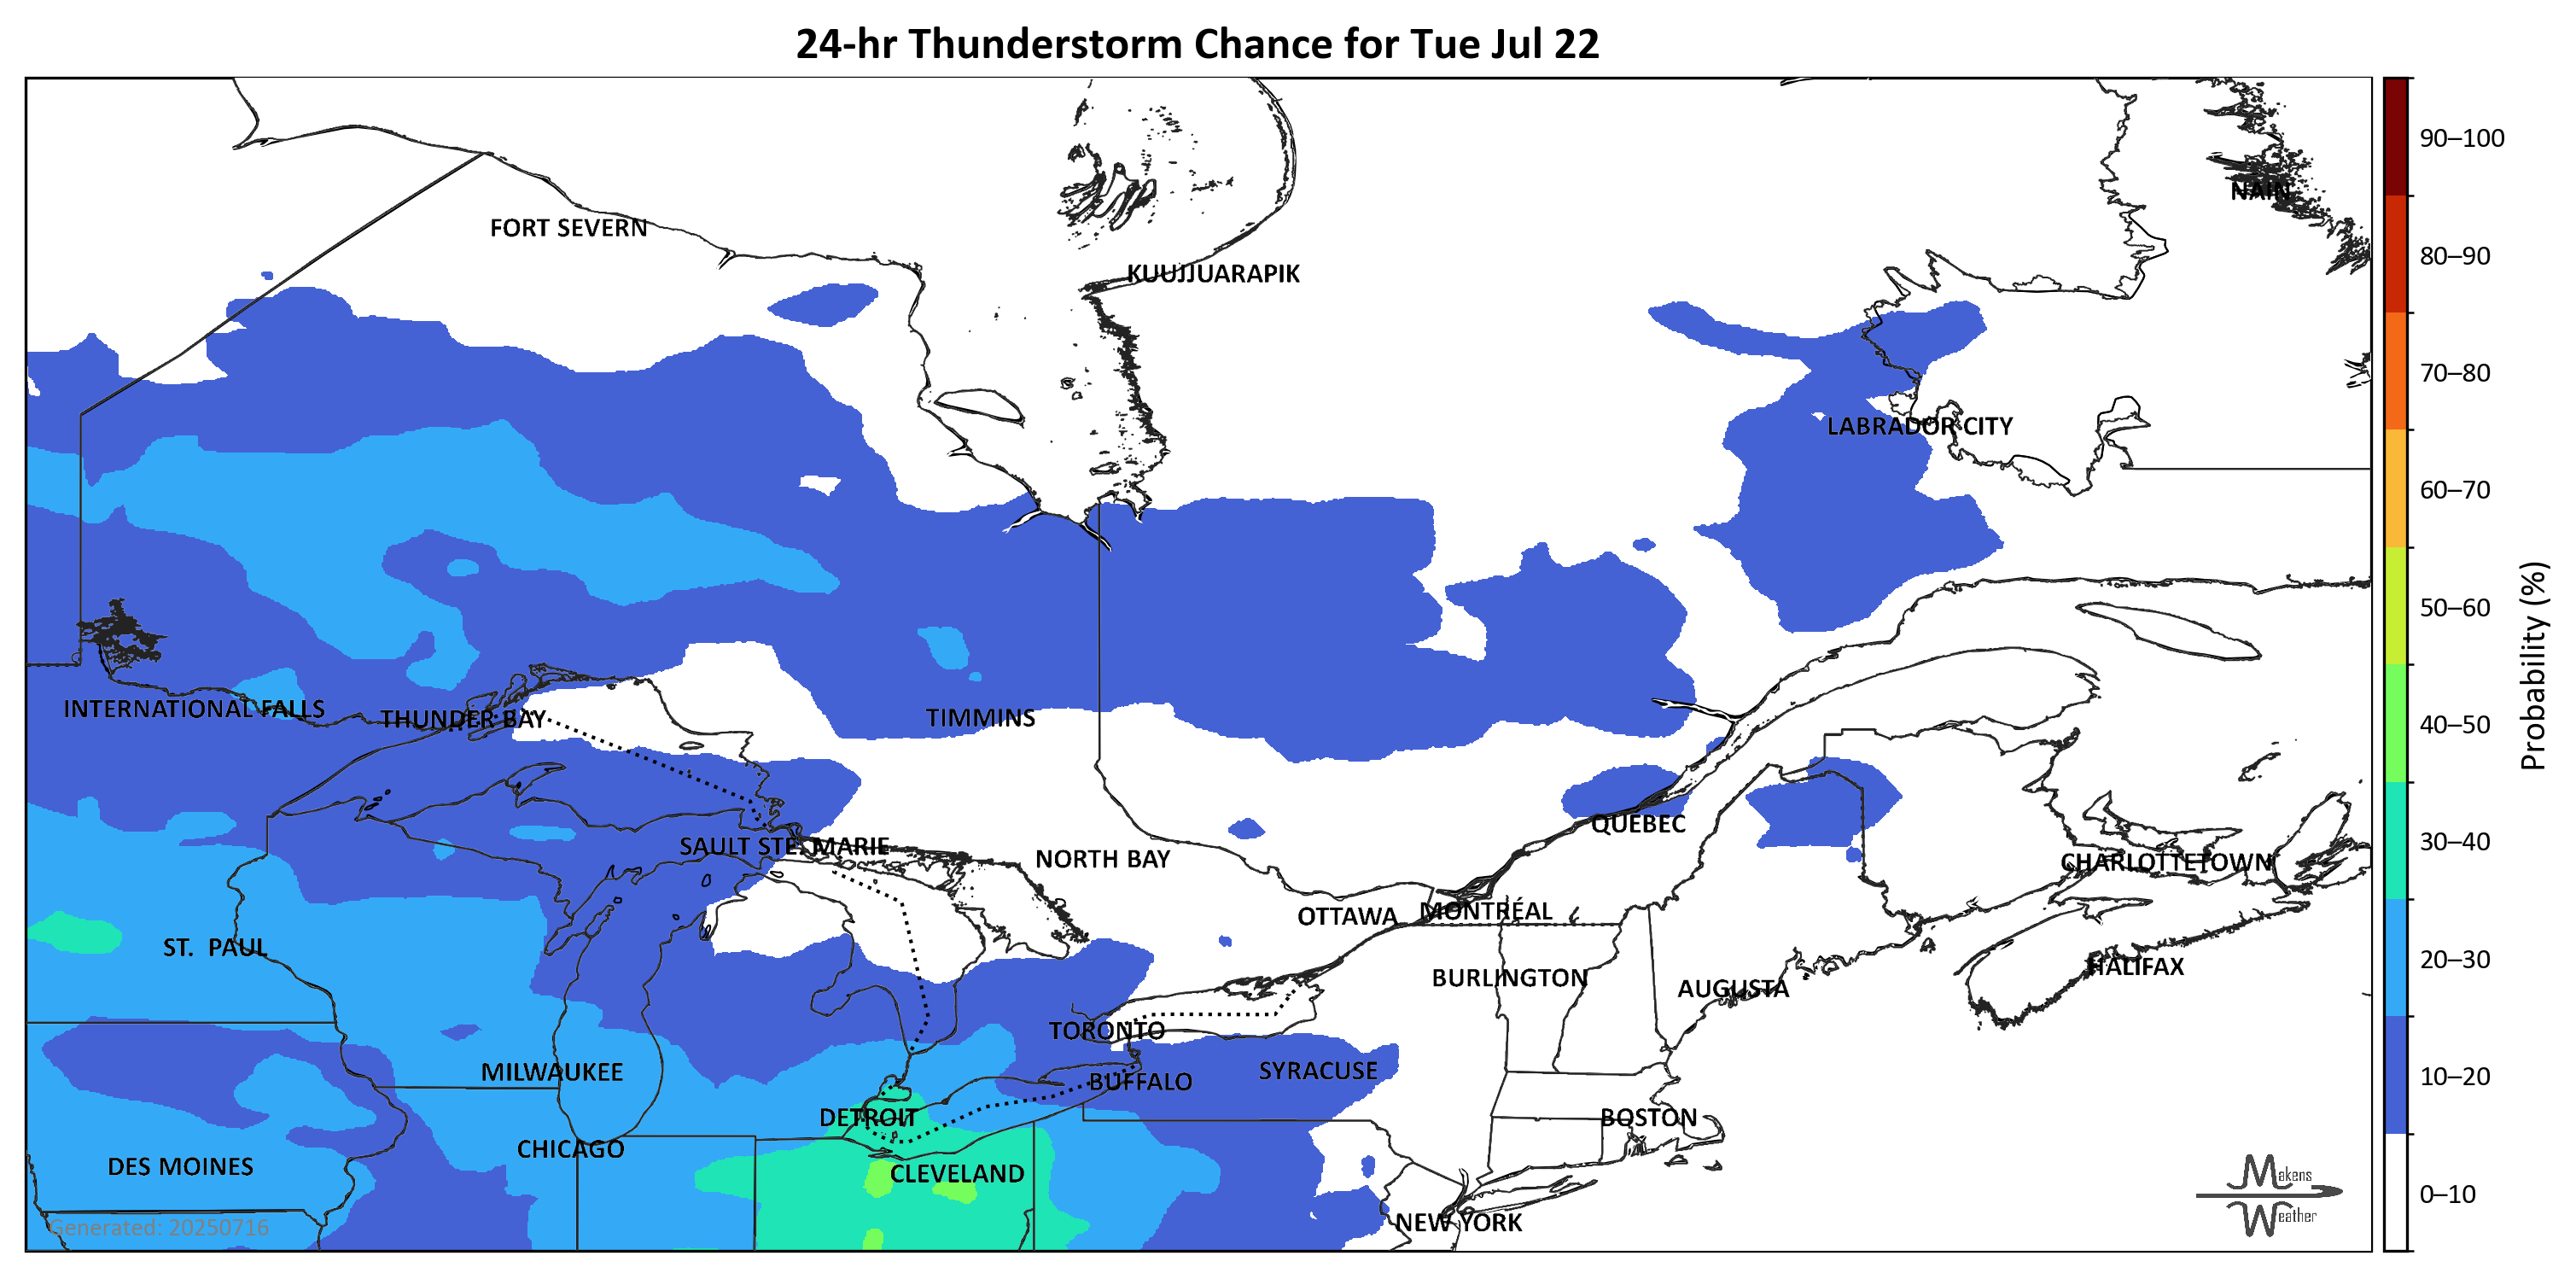 24-hr Thunderstorm Chance for Tue Jul 22
NAIN
FORT SEVERN
KUUJJUARAPIK
LABRADOR CITY
INTERNATIONAL FALLS
THUNDER BAY
TIMMINS
QUEBEC
SAULT STE. MARIE
NORTH BAY
CHARLOTTETOWN
OTTAWA
MONTRÉAL
ST. PAUL
HALIFAX
BURLINGTON
AUGUSTA
TORONTO
MILWAUKEE
SYRACUSE
BUFFALO
DETROIT
BOSTON
CHICAGO
DES MOINES
CLEVELAND
NEW YORK
Generated: 20250716
Makens
Weather
90–100
80–90
70–80
60–70
50–60
40–50
30–40
20–30
10–20
0–10
Probability (%)